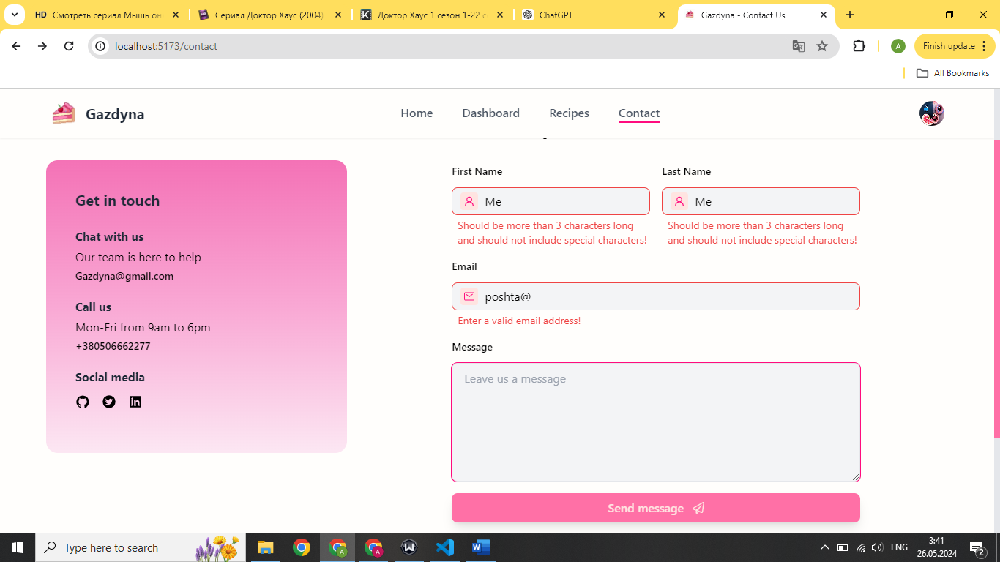 HD Смотреть сериал Мышь он
Сериал Доктор Хаус (2004)
Доктор Хаус 1 сезон 1-22 с
ChatGPT
Gazdyna - Contact Us
localhost:5173/contact
A
Finish update
All Bookmarks
Gazdyna
Home
Dashboard
Recipes
Contact
Get in touch
Chat with us
Our team is here to help
Gazdyna@gmail.com
Call us
Mon-Fri from 9am to 6pm
+380506662277
Social media
First Name
Last Name
Me
Me
Should be more than 3 characters long
and should not include special characters!
Should be more than 3 characters long
and should not include special characters!
Email
poshta@
Enter a valid email address!
Message
Leave us a message
Send message
Type here to search
ENG
3:41
26.05.2024
2